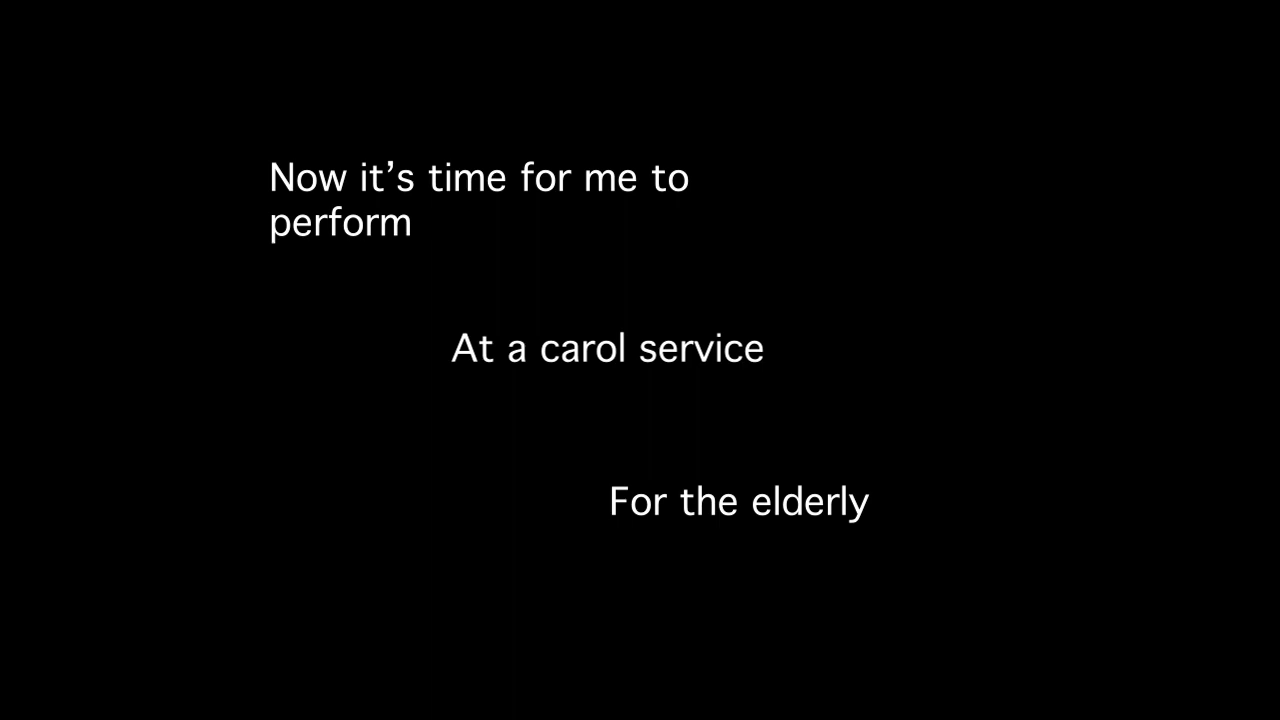 Now it’s time for me to
perform
At a carol service
For the elderly